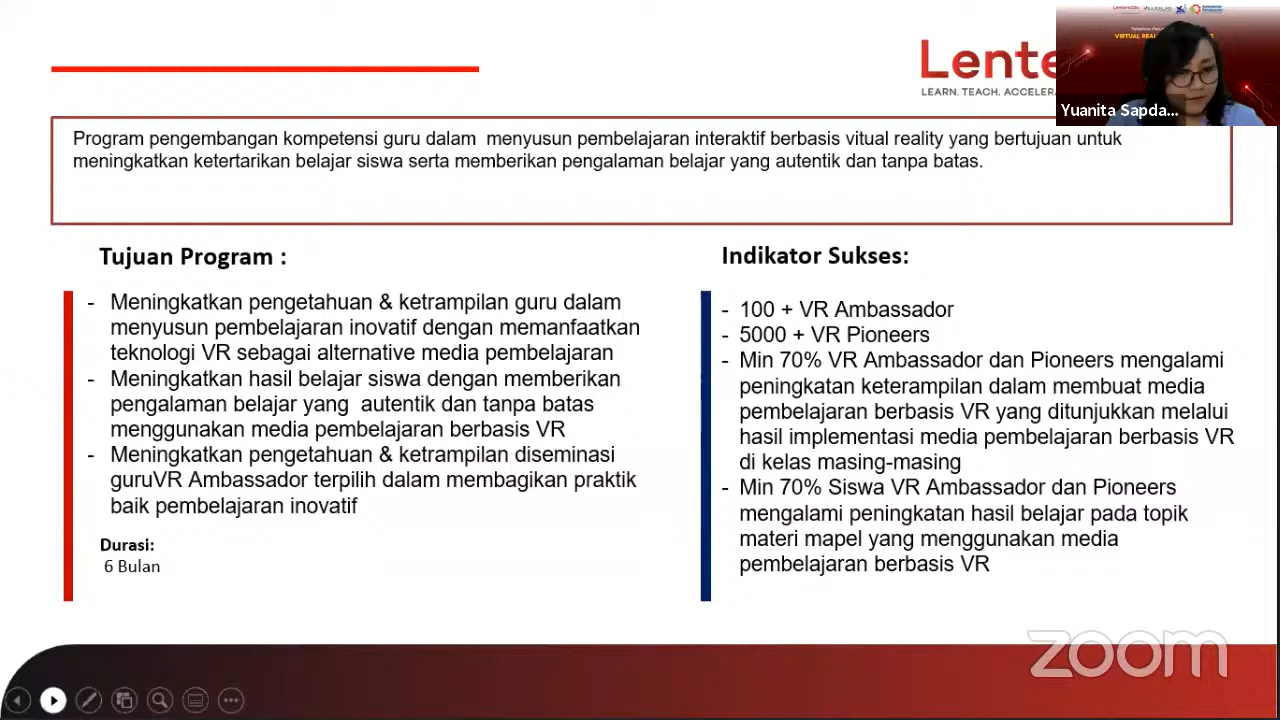 Lente
LEARN. TEACH. ACCELERA
VIRTUAL REAL
Yuanita Sapda...
Program pengembangan kompetensi guru dalam menyusun pembelajaran interaktif berbasis vitual reality yang bertujuan untuk
meningkatkan ketertarikan belajar siswa serta memberikan pengalaman belajar yang autentik dan tanpa batas.
Tujuan Program :
- Meningkatkan pengetahuan & ketrampilan guru dalam
menyusun pembelajaran inovatif dengan memanfaatkan
teknologi VR sebagai alternative media pembelajaran
- Meningkatkan hasil belajar siswa dengan memberikan
pengalaman belajar yang autentik dan tanpa batas
menggunakan media pembelajaran berbasis VR
- Meningkatkan pengetahuan & ketrampilan diseminasi
guruVR Ambassador terpilih dalam membagikan praktik
baik pembelajaran inovatif
Durasi:
6 Bulan
Indikator Sukses:
- 100 + VR Ambassador
- 5000 + VR Pioneers
- Min 70% VR Ambassador dan Pioneers mengalami
peningkatan keterampilan dalam membuat media
pembelajaran berbasis VR yang ditunjukkan melalui
hasil implementasi media pembelajaran berbasis VR
di kelas masing-masing
- Min 70% Siswa VR Ambassador dan Pioneers
mengalami peningkatan hasil belajar pada topik
materi mapel yang menggunakan media
pembelajaran berbasis VR
zoom